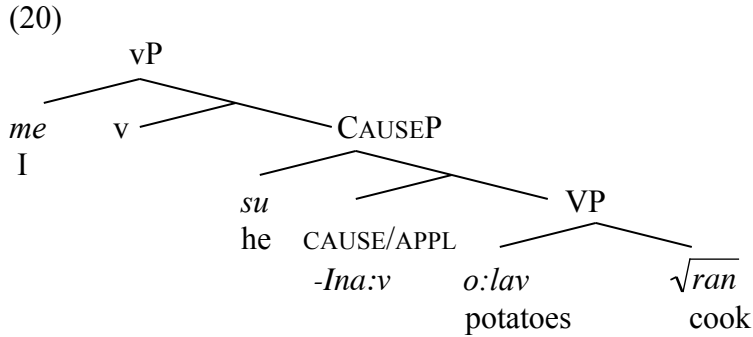 (20)
vP
me v CAUSEP
I
su VP
he CAUSE/APPL
-Ina:v o:lav √ran
potatoes cook